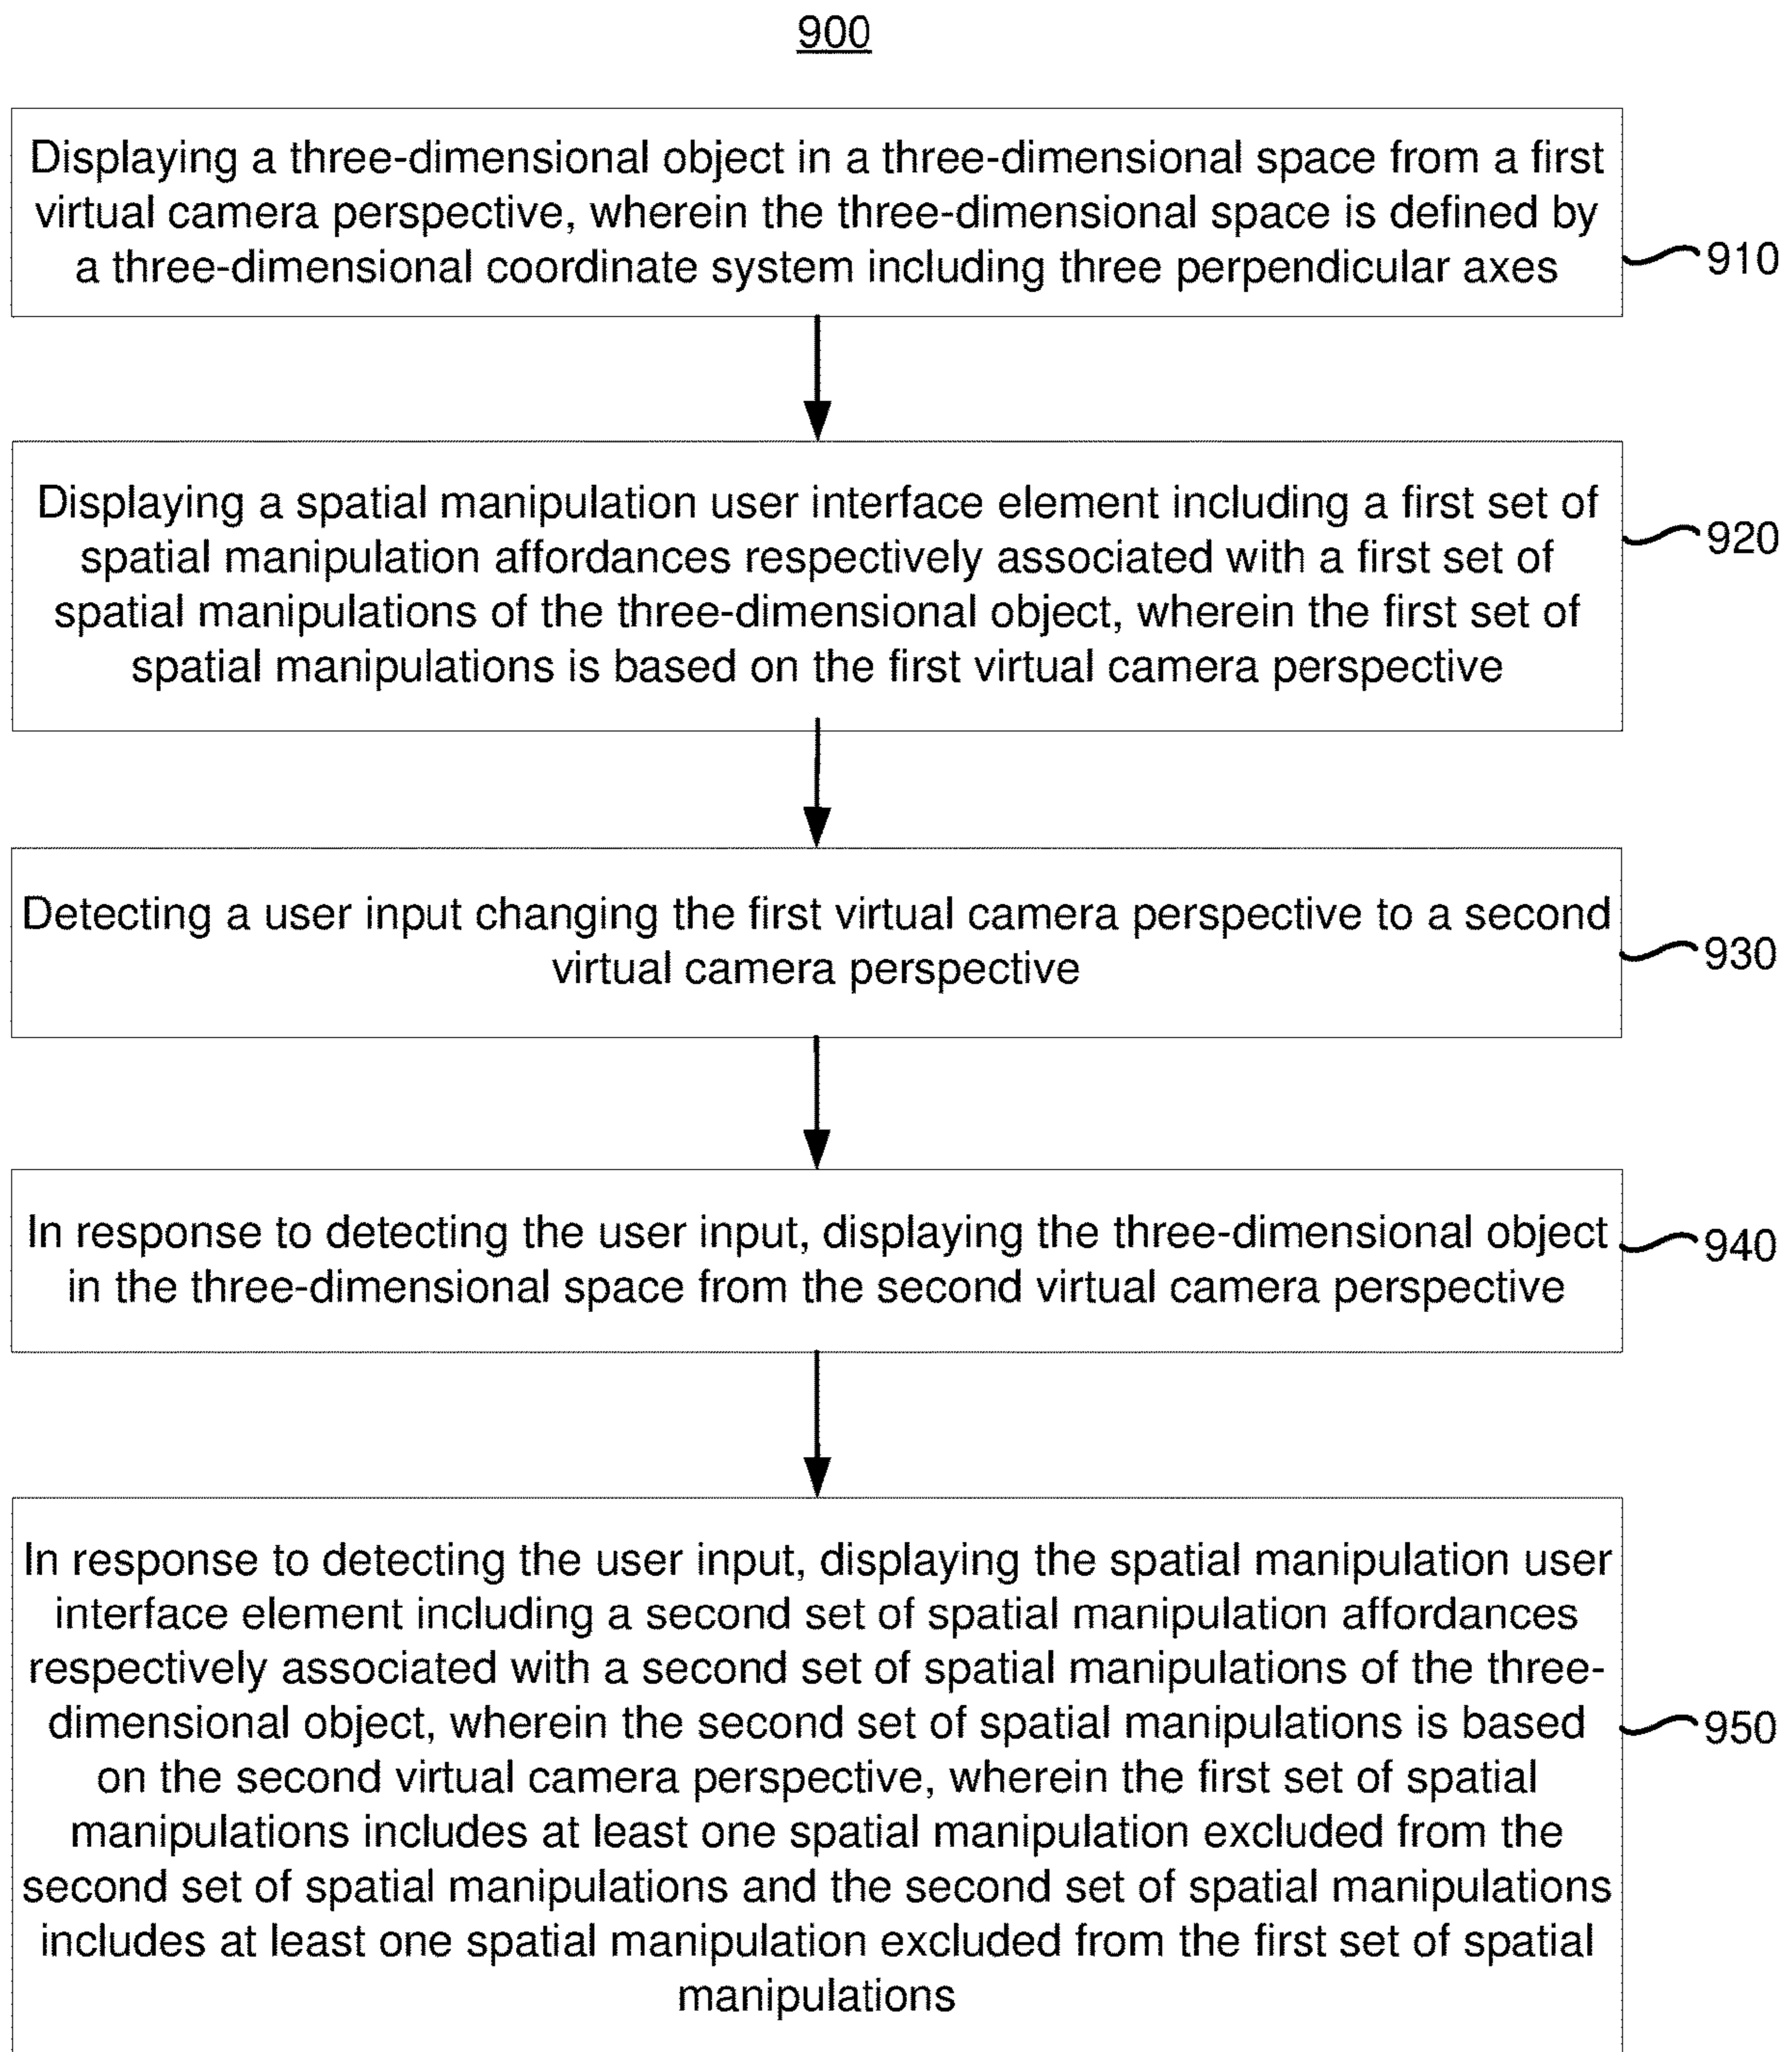 900
Displaying a three-dimensional object in a three-dimensional space from a first
virtual camera perspective, wherein the three-dimensional space is defined by
a three-dimensional coordinate system including three perpendicular axes
910
Displaying a spatial manipulation user interface element including a first set of
spatial manipulation affordances respectively associated with a first set of
spatial manipulations of the three-dimensional object, wherein the first set of
spatial manipulations is based on the first virtual camera perspective
920
Detecting a user input changing the first virtual camera perspective to a second
virtual camera perspective
930
In response to detecting the user input, displaying the three-dimensional object
in the three-dimensional space from the second virtual camera perspective
940
In response to detecting the user input, displaying the spatial manipulation user
interface element including a second set of spatial manipulation affordances
respectively associated with a second set of spatial manipulations of the three-
dimensional object, wherein the second set of spatial manipulations is based
on the second virtual camera perspective, wherein the first set of spatial
manipulations includes at least one spatial manipulation excluded from the
second set of spatial manipulations and the second set of spatial manipulations
includes at least one spatial manipulation excluded from the first set of spatial
manipulations
950